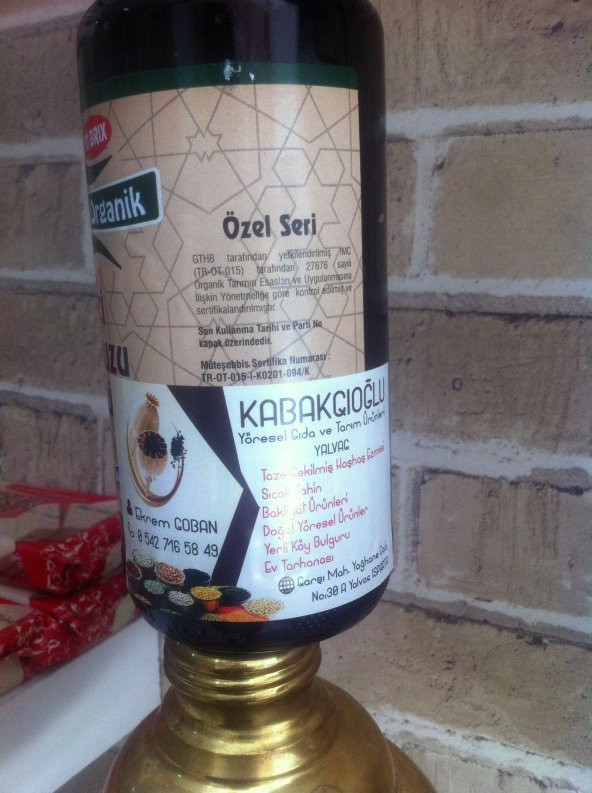 BRIX
Organik
Özel Seri
GTHB tarafından yetkilendirilmiş IMC
(TR-OT-015) tarafından 27676 sayılı
Organik Tarımın Esasları ve Uygulanmasına
İlişkin Yönetmeliğe göre kontrol edilmiş ve
sertifikalandırılmıştır.
Son Kullanma Tarihi ve Parti No
kapak üzerindedir.
Müteşebbis Sertifika Numarası :
TR-OT-015-İ-K0201-094/K
KABAKÇIOĞLU
Yöresel Gıda ve Tarım Ürünleri
YALVAÇ
Taze Çekilmiş Haşhaş Ezmesi
Sıcak Tahin
Bakliyat Ürünleri
Doğal Yöresel Ürünler
Yerli Köy Bulguru
Ev Tarhanası
Ekrem ÇOBAN
0 542 716 58 49
Çarşı Mah. Yağhane Cad.
No:30 A Yalvaç ISPARTA